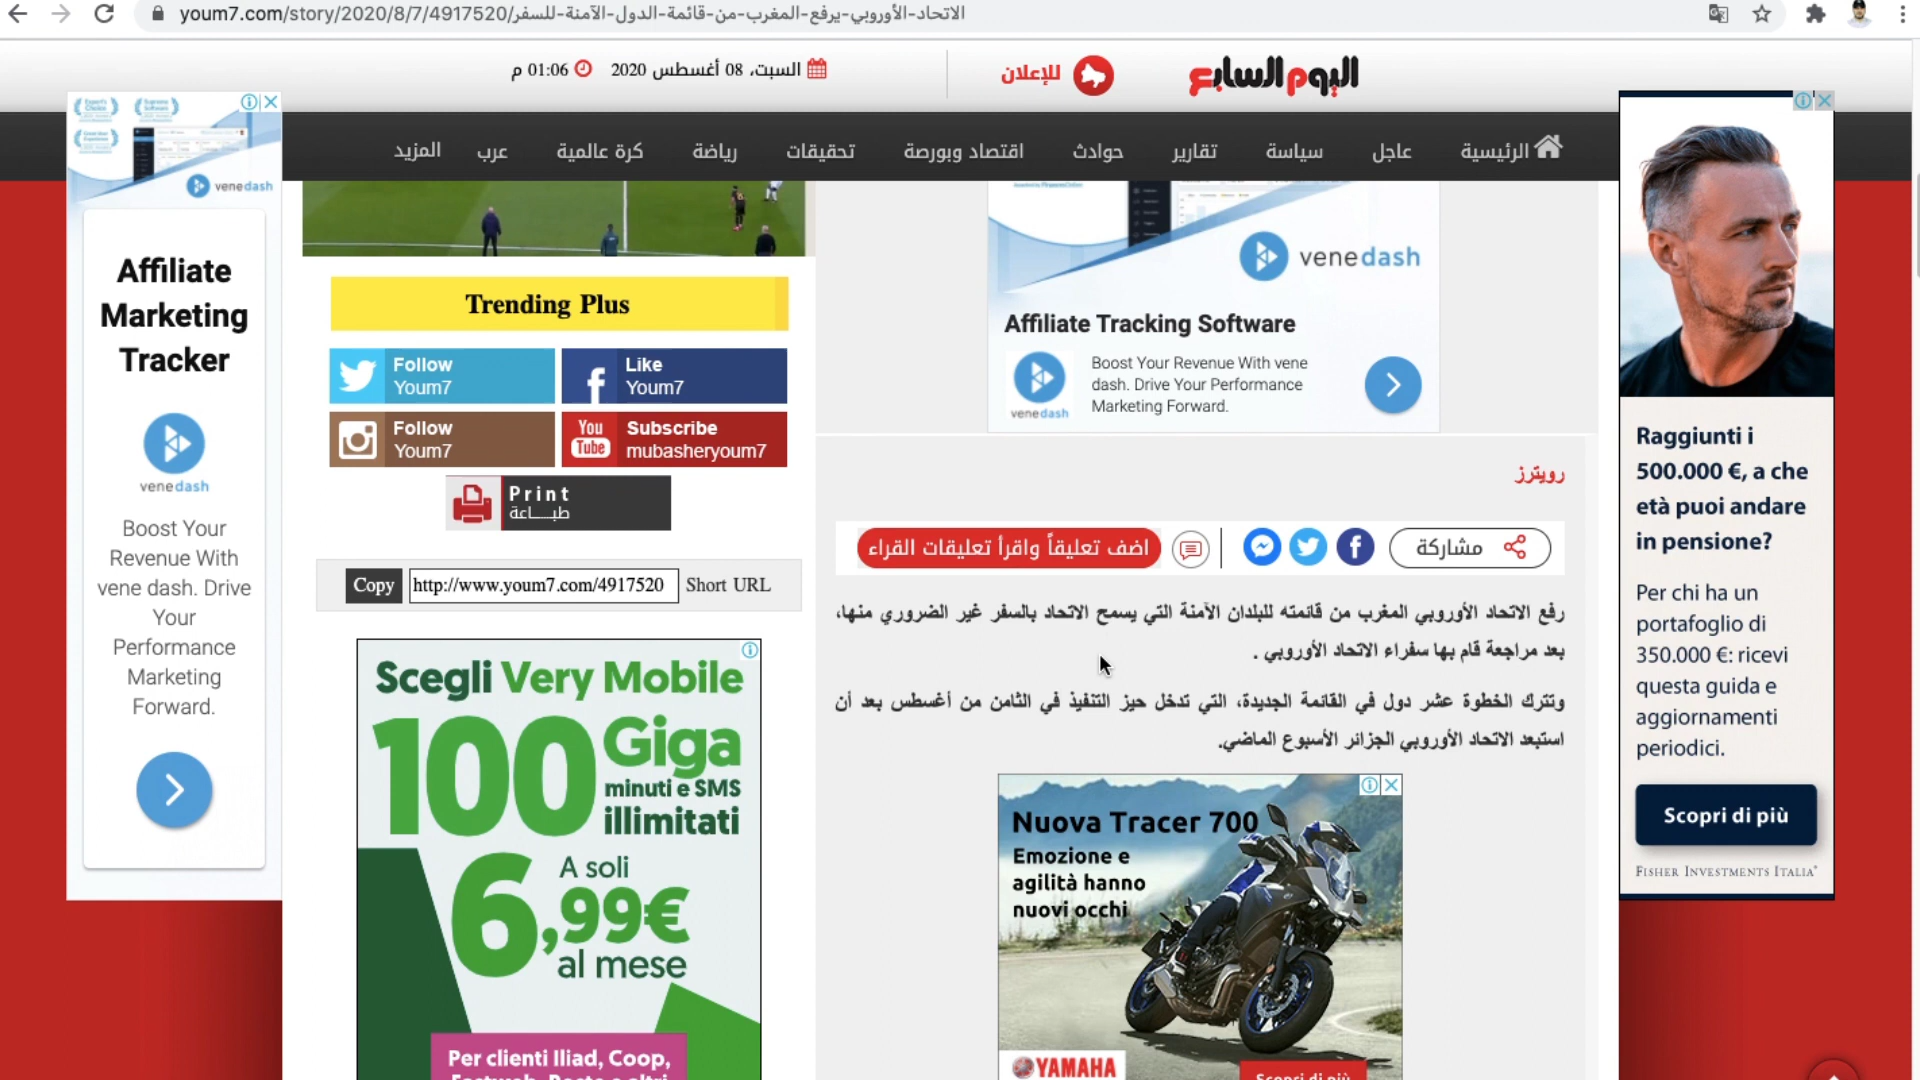 youm7.com/story/2020/8/7/4917520/الاتحاد-الأوروبي-يرفع-المغرب-من-قائمة-الدول-الآمنة-للسفر
اليوم السابع
للإعلان
السبت، 08 أغسطس 2020
01:06 م
الرئيسية
عاجل
سياسة
تقارير
حوادث
اقتصاد وبورصة
تحقيقات
رياضة
كرة عالمية
عرب
المزيد
venedash
Affiliate
Marketing
Tracker
venedash
Boost Your
Revenue With
vene dash. Drive
Your
Performance
Marketing
Forward.
Trending Plus
Follow
Youm7
Like
Youm7
Follow
Youm7
You
Tube
Subscribe
mubasheryoum7
Print
طبـــاعة
Copy
http://www.youm7.com/4917520
Short URL
Scegli Very Mobile
100 Giga
minuti e SMS
illimitati
A soli
6,99€
al mese
Per clienti Iliad, Coop,
venedash
Affiliate Tracking Software
venedash
Boost Your Revenue With vene
dash. Drive Your Performance
Marketing Forward.
رويترز
مشاركة
اضف تعليقاً واقرأ تعليقات القراء
رفع الاتحاد الأوروبي المغرب من قائمته للبلدان الآمنة التي يسمح الاتحاد بالسفر غير الضروري منها،
بعد مراجعة قام بها سفراء الاتحاد الأوروبي .
وتترك الخطوة عشر دول في القائمة الجديدة، التي تدخل حيز التنفيذ في الثامن من أغسطس بعد أن
استبعد الاتحاد الأوروبي الجزائر الأسبوع الماضي.
Nuova Tracer 700
Emozione e
agilità hanno
nuovi occhi
YAMAHA
Scopri di più
Raggiunti i
500.000 €, a che
età puoi andare
in pensione?
Per chi ha un
portafoglio di
350.000 €: ricevi
questa guida e
aggiornamenti
periodici.
Scopri di più
Fisher Investments Italia